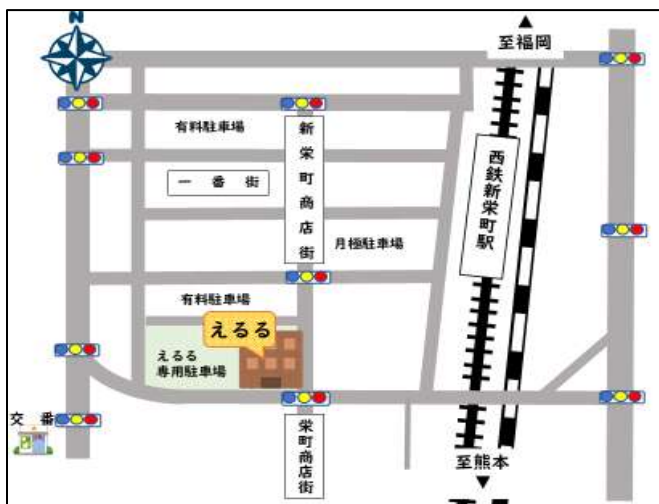 N
至福岡
有料駐車場
新栄町商店街
一番街
西鉄新栄町駅
月極駐車場
有料駐車場
えるる
えるる
専用駐車場
交番
栄町商店街
至熊本